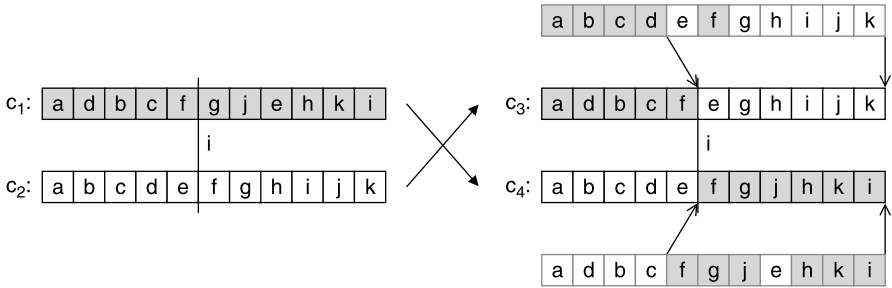 a b c d e f g h i j k
c1: a d b c f g j e h k i
c3: a d b c f e g h i j k
i
i
c2: a b c d e f g h i j k
c4: a b c d e f g j h k i
a d b c f g j e h k i